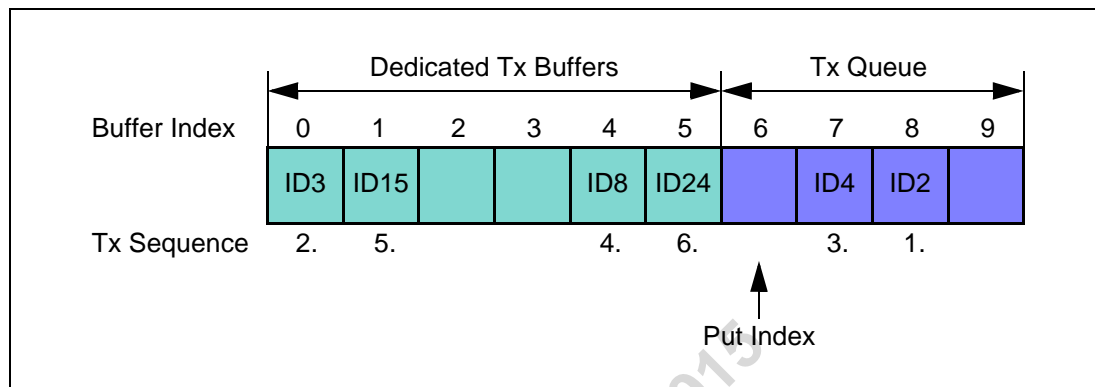 Dedicated Tx Buffers Tx Queue
Buffer Index 0 1 2 3 4 5 6 7 8 9
ID3 ID15 ID8 ID24 ID4 ID2
Tx Sequence 2. 5. 4. 6. 3. 1.
Put Index
2015